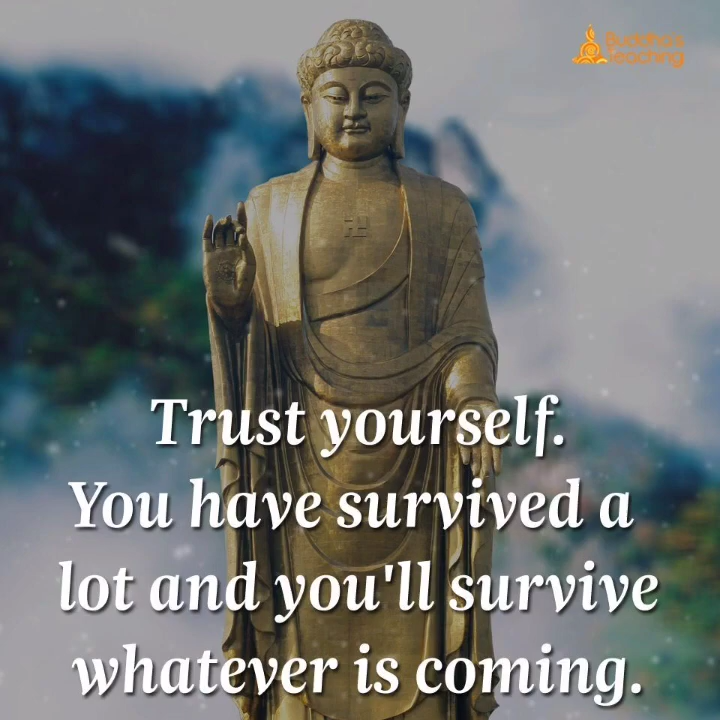 Buddha's
Teaching
Trust yourself.
You have survived a
lot and you'll survive
whatever is coming.